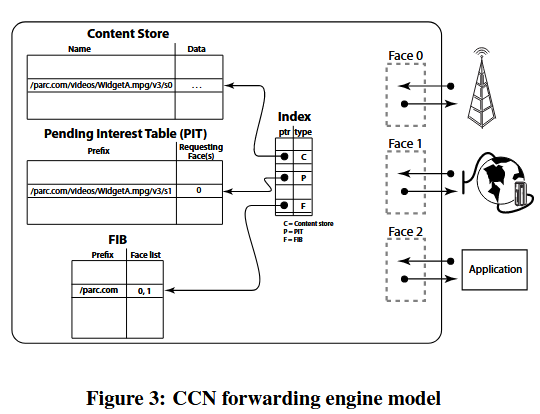 Content Store
Name Data
/parc.com/videos/WidgetA.mpg/v3/s0 ...
Pending Interest Table (PIT)
Prefix Requesting Face(s)
/parc.com/videos/WidgetA.mpg/v3/s1 0
FIB
Prefix Face list
/parc.com 0, 1
Index
ptr type
C
P
F
C = Content store
P = PIT
F = FIB
Face 0
Face 1
Face 2
Application
Figure 3: CCN forwarding engine model